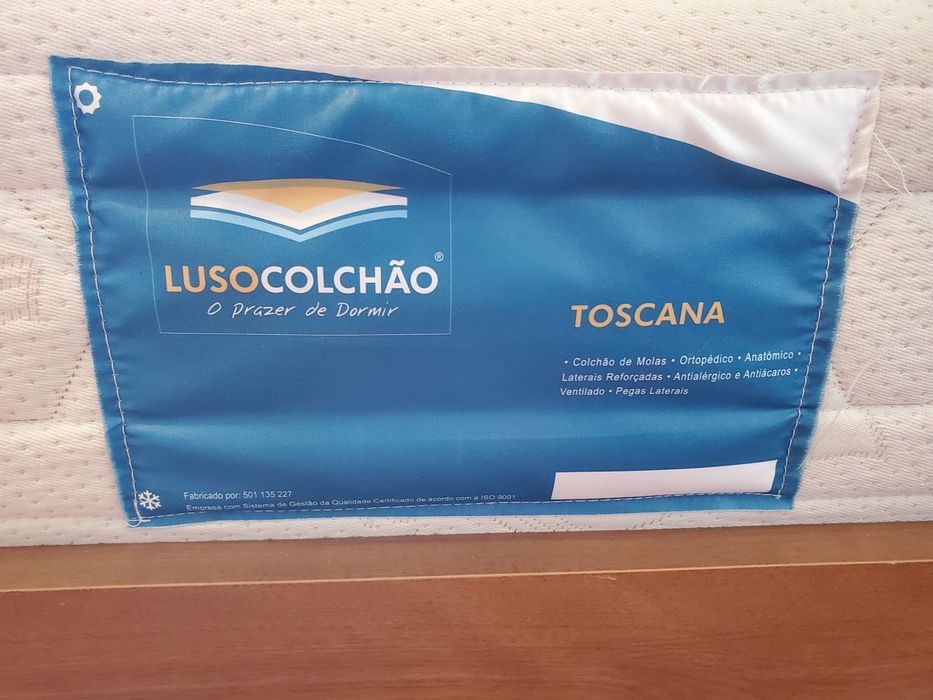 LUSOCOLCHÃO®
O Prazer de Dormir
TOSCANA
• Colchão de Molas • Ortopédico • Anatómico •
Laterais Reforçadas • Antialérgico e Antiácaros •
Ventilado • Pegas Laterais
Fabricado por: 501 135 227
Empresa com Sistema de Gestão da Qualidade Certificado de acordo com a ISO 9001